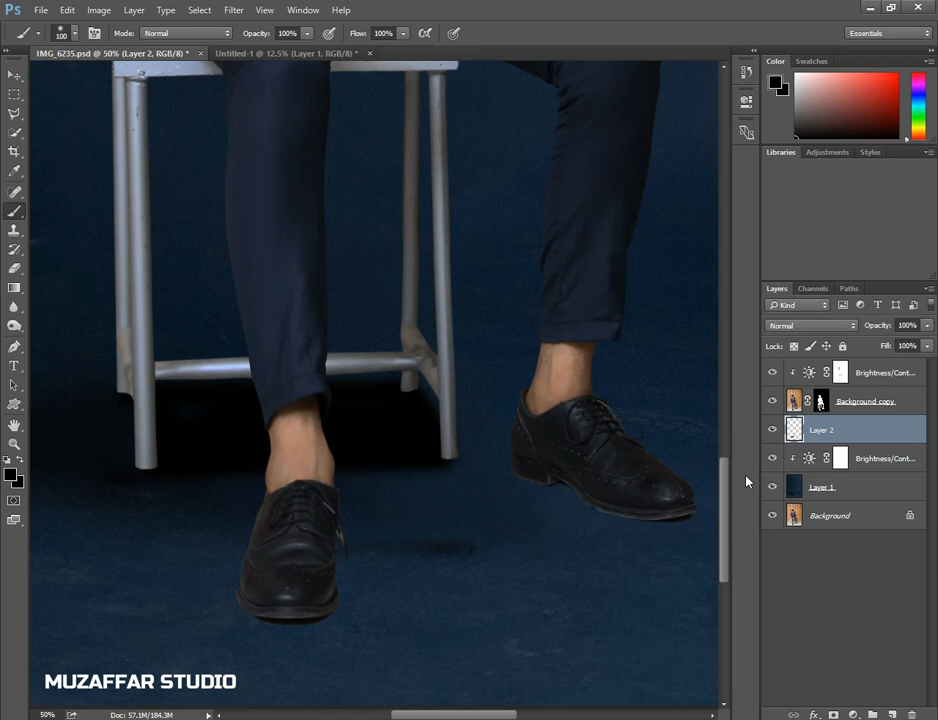 Ps File Edit Image Layer Type Select Filter View Window Help
100 Mode: Normal Opacity: 100% Flow: 100% Essentials
IMG_6235.psd @ 50% (Layer 2, RGB/8) * × Untitled-1 @ 12.5% (Layer 1, RGB/8) * ×
Color Swatches
Libraries Adjustments Styles
Layers Channels Paths
Kind
Normal Opacity: 100%
Lock: Fill: 100%
Brightness/Cont...
Background copy
Layer 2
Brightness/Cont...
Layer 1
Background
MUZAFFAR STUDIO
50% Doc: 57.1M/184.3M
fx